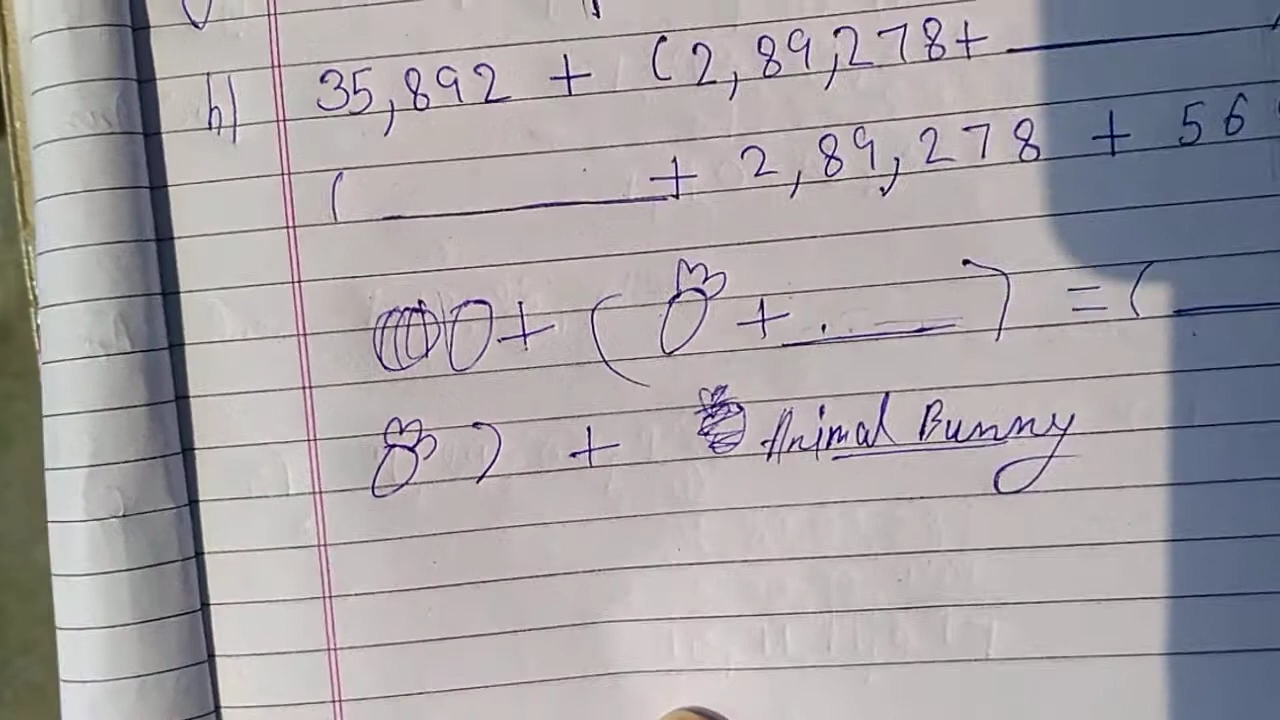 h) 35,892 + (2,89,278+ ______
( ______ + 2,89,278 + 56
+ ( + ______ ) = ( ______
) + Animal Bunny